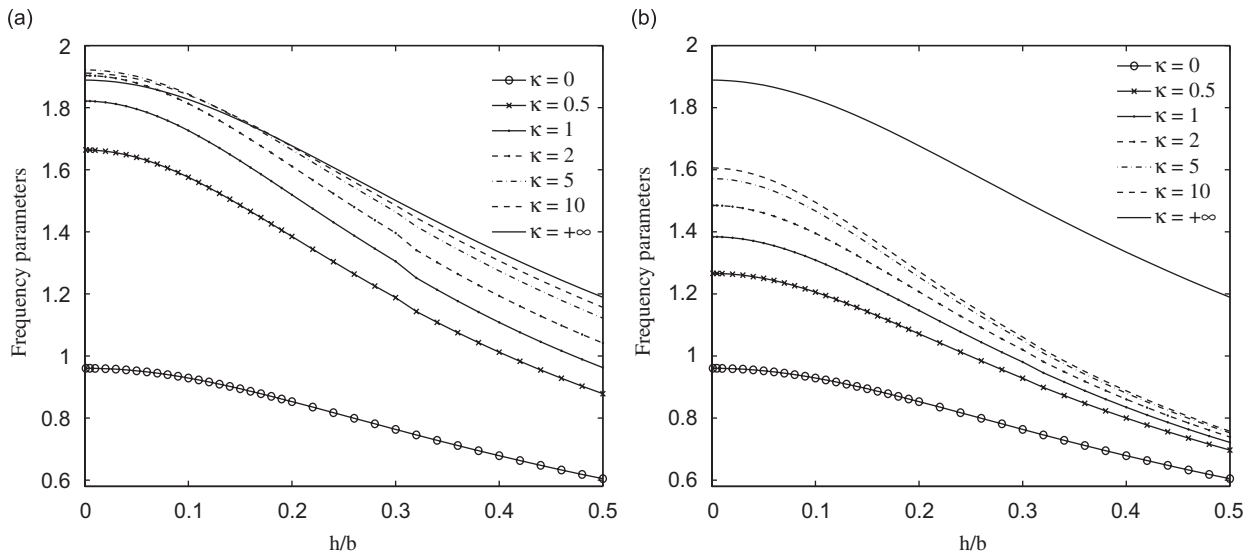 (a)
2
1.8
1.6
1.4
1.2
1
0.8
0.6
Frequency parameters
0
0.1
0.2
0.3
0.4
0.5
h/b
κ = 0
κ = 0.5
κ = 1
κ = 2
κ = 5
κ = 10
κ = +∞
(b)
2
1.8
1.6
1.4
1.2
1
0.8
0.6
Frequency parameters
0
0.1
0.2
0.3
0.4
0.5
h/b
κ = 0
κ = 0.5
κ = 1
κ = 2
κ = 5
κ = 10
κ = +∞